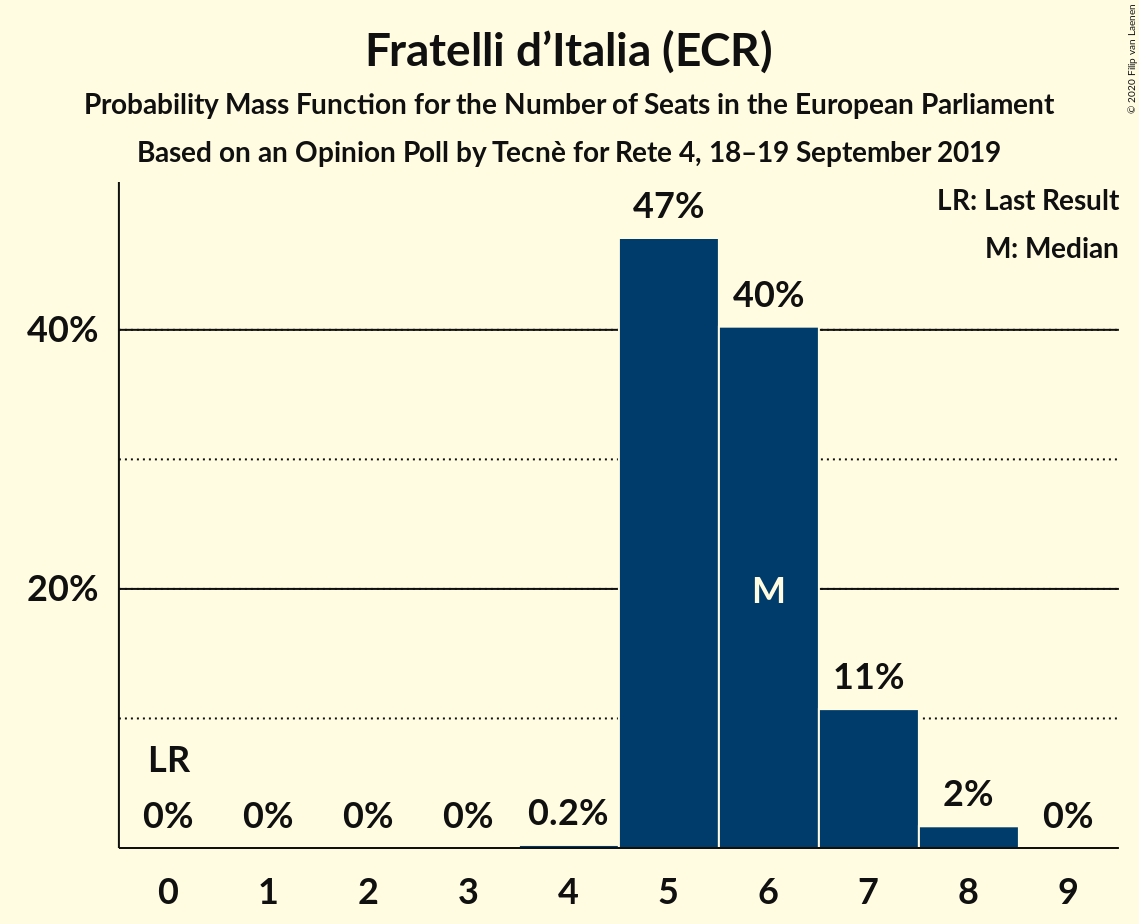 Fratelli d’Italia (ECR)
Probability Mass Function for the Number of Seats in the European Parliament
Based on an Opinion Poll by Tecnè for Rete 4, 18–19 September 2019
© 2020 Filip van Laenen
LR: Last Result
M: Median
47%
40%
40%
20%
M
11%
LR
2%
0% 0% 0% 0% 0.2% 0%
0 1 2 3 4 5 6 7 8 9